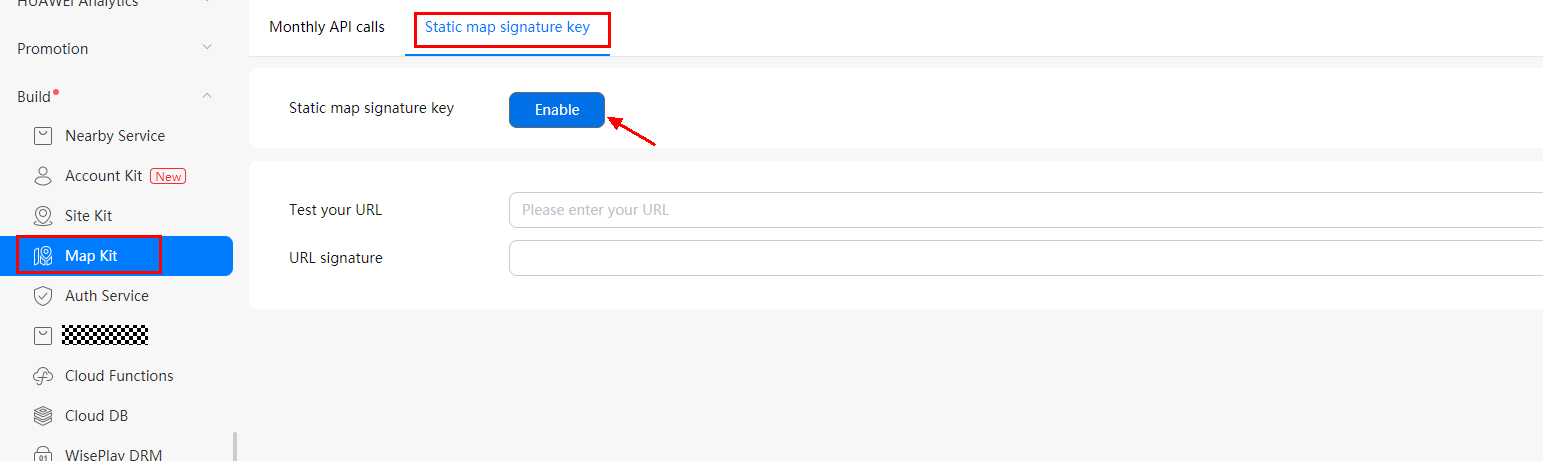 HUAWEI Analytics
Promotion
Build
Nearby Service
Account Kit New
Site Kit
Map Kit
Auth Service
Cloud Functions
Cloud DB
WisePlay DRM
Monthly API calls
Static map signature key
Static map signature key
Enable
Test your URL
Please enter your URL
URL signature